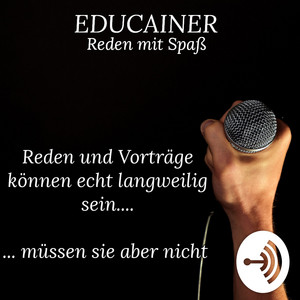 EDUCAINER
Reden mit Spaß
Reden und Vorträge
können echt langweilig
sein....
... müssen sie aber nicht